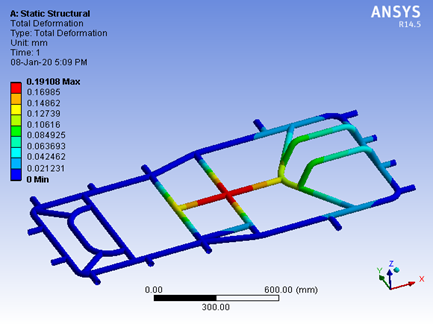 A: Static Structural
Total Deformation
Type: Total Deformation
Unit: mm
Time: 1
08-Jan-20 5:09 PM
0.19108 Max
0.16985
0.14862
0.12739
0.10616
0.084925
0.063693
0.042462
0.021231
0 Min
ANSYS
R14.5
0.00
600.00 (mm)
300.00
Z
Y
X